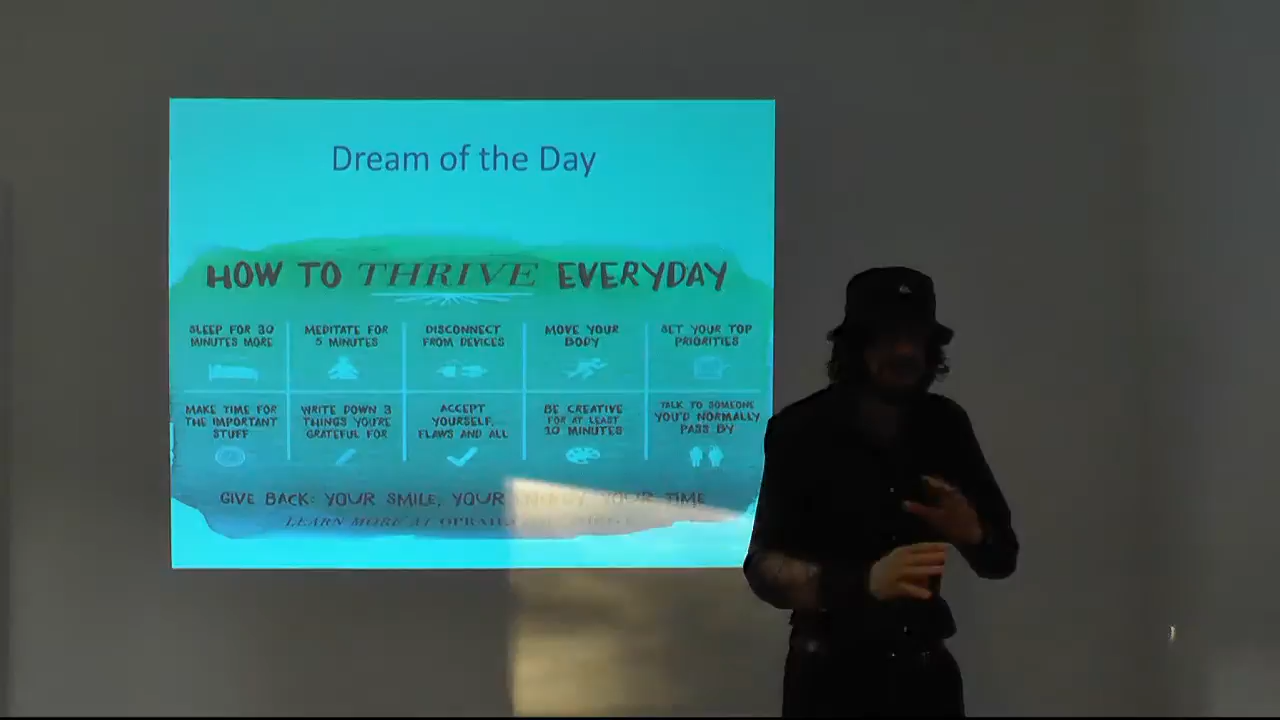 Dream of the Day
HOW TO THRIVE EVERYDAY
SLEEP FOR 30
MINUTES MORE
MEDITATE FOR
5 MINUTES
DISCONNECT
FROM DEVICES
MOVE YOUR
BODY
SET YOUR TOP
PRIORITIES
MAKE TIME FOR
THE IMPORTANT
STUFF
WRITE DOWN 3
THINGS YOU'RE
GRATEFUL FOR
ACCEPT
YOURSELF,
FLAWS AND ALL
BE CREATIVE
FOR AT LEAST
10 MINUTES
TALK TO SOMEONE
YOU'D NORMALLY
PASS BY
GIVE BACK: YOUR SMILE, YOUR YOUR TIME
LEARN MORE AT